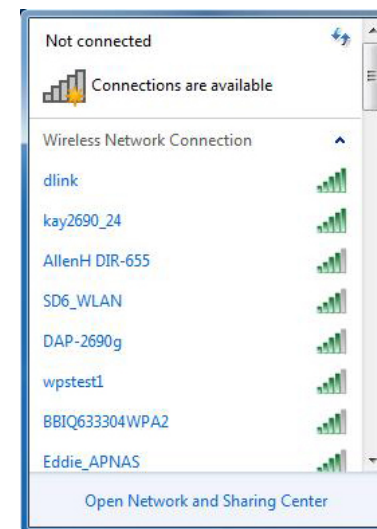 Not connected
Connections are available
Wireless Network Connection
dlink
kay2690_24
AllenH DIR-655
SD6_WLAN
DAP-2690g
wpstest1
BBIQ633304WPA2
Eddie_APNAS
Open Network and Sharing Center